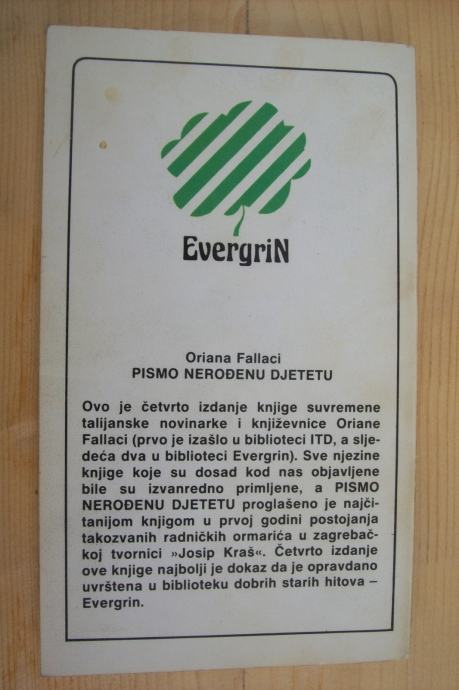 EvergriN
Oriana Fallaci
PISMO NEROĐENU DJETETU
Ovo je četvrto izdanje knjige suvremene
talijanske novinarke i književnice Oriane
Fallaci (prvo je izašlo u biblioteci ITD, a slje-
deća dva u biblioteci Evergrin). Sve njezine
knjige koje su dosad kod nas objavljene
bile su izvanredno primljene, a PISMO
NEROĐENU DJETETU proglašeno je najči-
tanijom knjigom u prvoj godini postojanja
takozvanih radničkih ormarića u zagrebač-
koj tvornici »Josip Kraš«. Četvrto izdanje
ove knjige najbolji je dokaz da je opravdano
uvrštena u biblioteku dobrih starih hitova –
Evergrin.